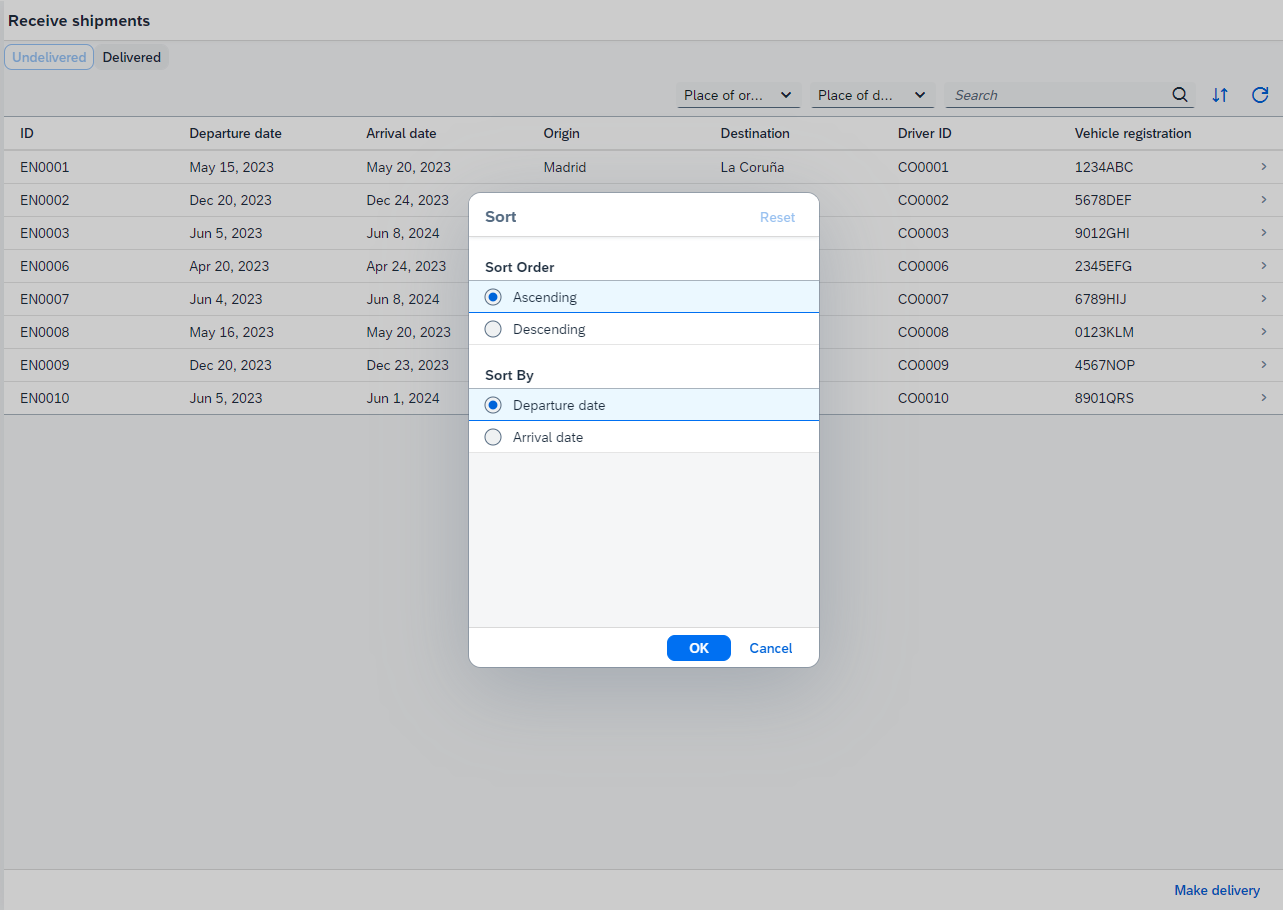 Receive shipments
Undelivered Delivered
Place of or... Place of d... Search
ID Departure date Arrival date Origin Destination Driver ID Vehicle registration
EN0001 May 15, 2023 May 20, 2023 Madrid La Coruña CO0001 1234ABC
EN0002 Dec 20, 2023 Dec 24, 2023 CO0002 5678DEF
EN0003 Jun 5, 2023 Jun 8, 2024 CO0003 9012GHI
EN0006 Apr 20, 2023 Apr 24, 2023 CO0006 2345EFG
EN0007 Jun 4, 2023 Jun 8, 2024 CO0007 6789HIJ
EN0008 May 16, 2023 May 20, 2023 CO0008 0123KLM
EN0009 Dec 20, 2023 Dec 23, 2023 CO0009 4567NOP
EN0010 Jun 5, 2023 Jun 1, 2024 CO0010 8901QRS
Sort Reset
Sort Order
Ascending
Descending
Sort By
Departure date
Arrival date
OK Cancel
Make delivery